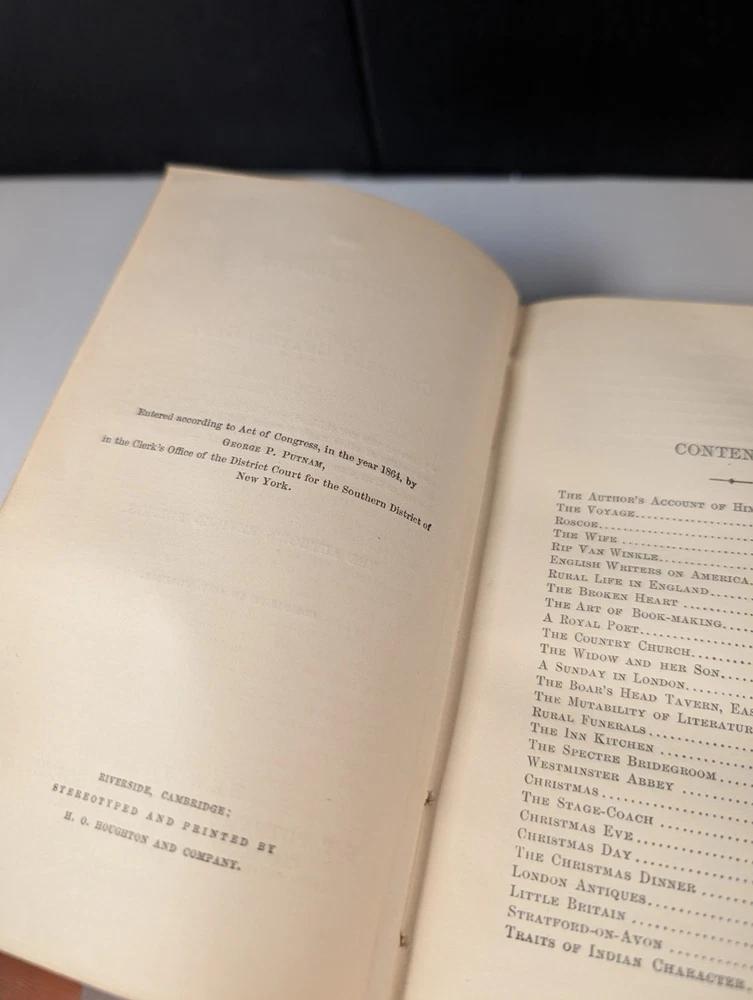 Entered according to Act of Congress, in the year 1864, by
GEORGE P. PUTNAM,
in the Clerk's Office of the District Court for the Southern District of
New York.
RIVERSIDE, CAMBRIDGE:
STEREOTYPED AND PRINTED BY
H. O. HOUGHTON AND COMPANY.
CONTEN
THE AUTHOR'S ACCOUNT OF HIM
THE VOYAGE
ROSCOE
THE WIFE
RIP VAN WINKLE
ENGLISH WRITERS ON AMERICA
RURAL LIFE IN ENGLAND
THE BROKEN HEART
THE ART OF BOOK-MAKING
A ROYAL POET
THE COUNTRY CHURCH
THE WIDOW AND HER SON
A SUNDAY IN LONDON
THE BOAR'S HEAD TAVERN, EAS
THE MUTABILITY OF LITERATUR
RURAL FUNERALS
THE INN KITCHEN
THE SPECTRE BRIDEGROOM
WESTMINSTER ABBEY
CHRISTMAS
THE STAGE-COACH
CHRISTMAS EVE
CHRISTMAS DAY
THE CHRISTMAS DINNER
LONDON ANTIQUES
LITTLE BRITAIN
STRATFORD-ON-AVON
TRAITS OF INDIAN CHARACTER